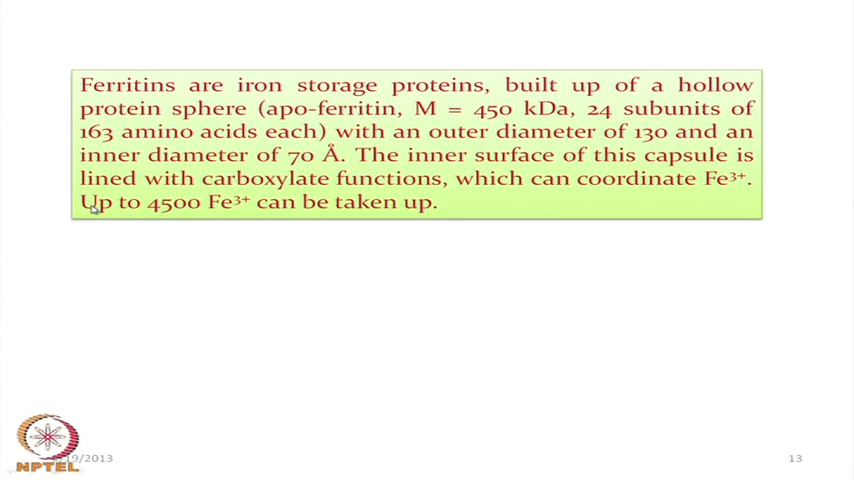 Ferritins are iron storage proteins, built up of a hollow
protein sphere (apo-ferritin, M = 450 kDa, 24 subunits of
163 amino acids each) with an outer diameter of 130 and an
inner diameter of 70 Å. The inner surface of this capsule is
lined with carboxylate functions, which can coordinate Fe³⁺.
Up to 4500 Fe³⁺ can be taken up.
/19/2013
13
NPTEL